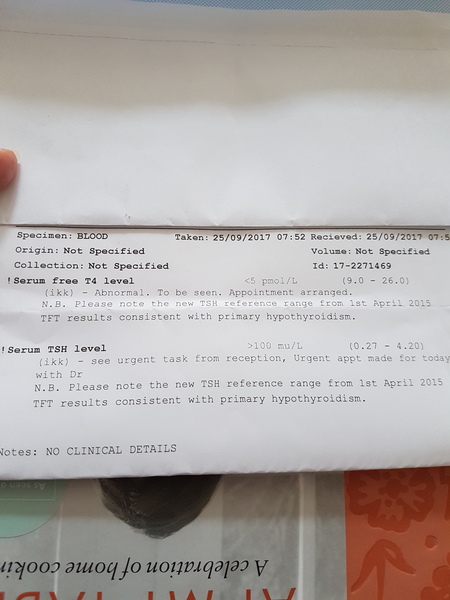 Specimen: BLOOD Taken: 25/09/2017 07:52 Recieved: 25/09/2017 07:5
Origin: Not Specified Volume: Not Specified
Collection: Not Specified Id: 17-2271469
!Serum free T4 level <5 pmol/L (9.0 - 26.0)
(ikk) - Abnormal. To be seen. Appointment arranged.
N.B. Please note the new TSH reference range from 1st April 2015
TFT results consistent with primary hypothyroidism.
!Serum TSH level >100 mu/L (0.27 - 4.20)
(ikk) - see urgent task from reception, Urgent appt made for today
with Dr
N.B. Please note the new TSH reference range from 1st April 2015
TFT results consistent with primary hypothyroidism.
Notes: NO CLINICAL DETAILS
A celebration of home cookin
AT MY TABL